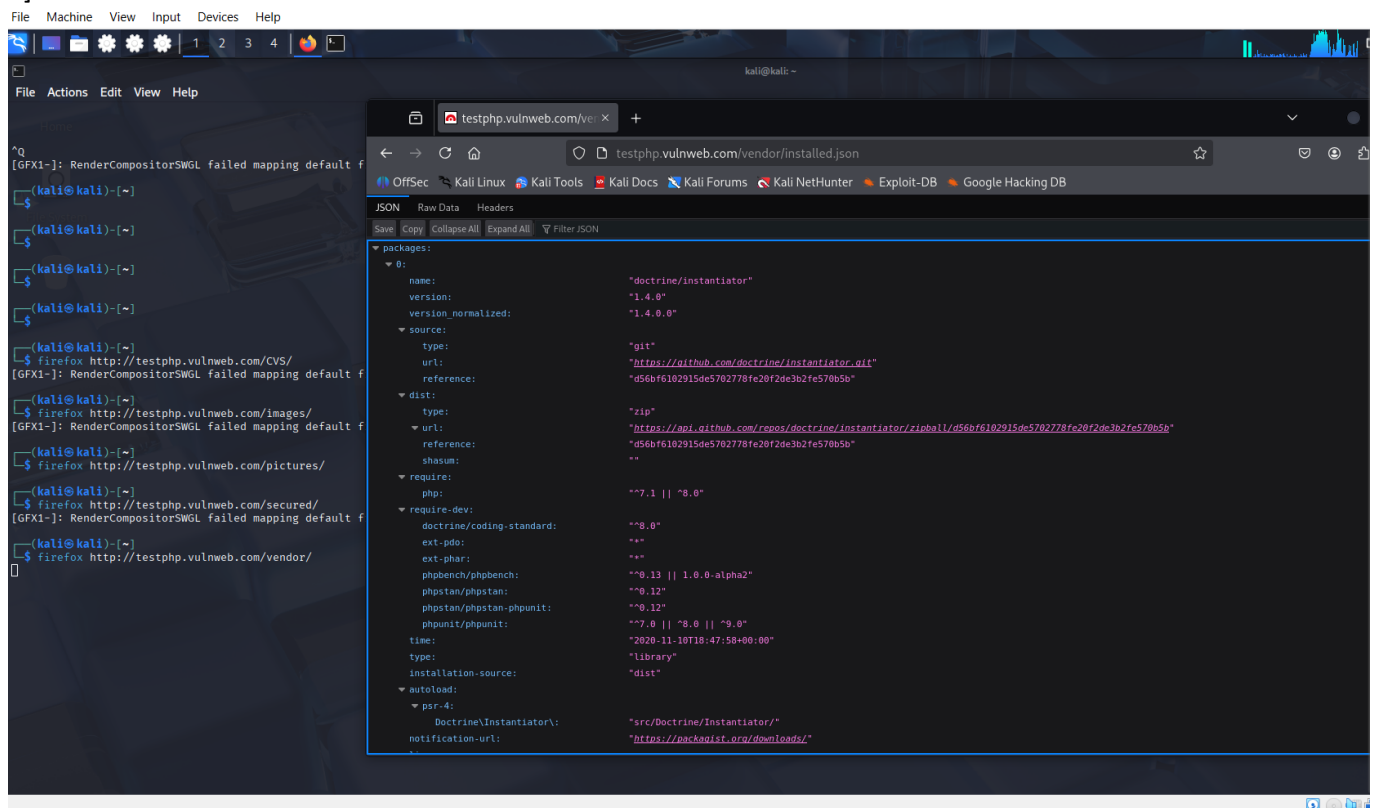 File Machine View Input Devices Help
1 2 3 4
kali@kali: ~
File Actions Edit View Help
^Q
[GFX1-]: RenderCompositorSWGL failed mapping default f
┌──(kali㉿kali)-[~]
└─$
┌──(kali㉿kali)-[~]
└─$
┌──(kali㉿kali)-[~]
└─$
┌──(kali㉿kali)-[~]
└─$
┌──(kali㉿kali)-[~]
└─$ firefox http://testphp.vulnweb.com/CVS/
[GFX1-]: RenderCompositorSWGL failed mapping default f
┌──(kali㉿kali)-[~]
└─$ firefox http://testphp.vulnweb.com/images/
[GFX1-]: RenderCompositorSWGL failed mapping default f
┌──(kali㉿kali)-[~]
└─$ firefox http://testphp.vulnweb.com/pictures/
┌──(kali㉿kali)-[~]
└─$ firefox http://testphp.vulnweb.com/secured/
[GFX1-]: RenderCompositorSWGL failed mapping default f
┌──(kali㉿kali)-[~]
└─$ firefox http://testphp.vulnweb.com/vendor/
testphp.vulnweb.com/ver
testphp.vulnweb.com/vendor/installed.json
OffSec Kali Linux Kali Tools Kali Docs Kali Forums Kali NetHunter Exploit-DB Google Hacking DB
JSON Raw Data Headers
Save Copy Collapse All Expand All Filter JSON
packages:
0:
name: "doctrine/instantiator"
version: "1.4.0"
version_normalized: "1.4.0.0"
source:
type: "git"
url: "https://github.com/doctrine/instantiator.git"
reference: "d56bf6102915de5702778fe20f2de3b2fe570b5b"
dist:
type: "zip"
url: "https://api.github.com/repos/doctrine/instantiator/zipball/d56bf6102915de5702778fe20f2de3b2fe570b5b"
reference: "d56bf6102915de5702778fe20f2de3b2fe570b5b"
shasum: ""
require:
php: "^7.1 || ^8.0"
require-dev:
doctrine/coding-standard: "^8.0"
ext-pdo: "*"
ext-phar: "*"
phpbench/phpbench: "^0.13 || 1.0.0-alpha2"
phpstan/phpstan: "^0.12"
phpstan/phpstan-phpunit: "^0.12"
phpunit/phpunit: "^7.0 || ^8.0 || ^9.0"
time: "2020-11-10T18:47:58+00:00"
type: "library"
installation-source: "dist"
autoload:
psr-4:
Doctrine\Instantiator\: "src/Doctrine/Instantiator/"
notification-url: "https://packagist.org/downloads/"